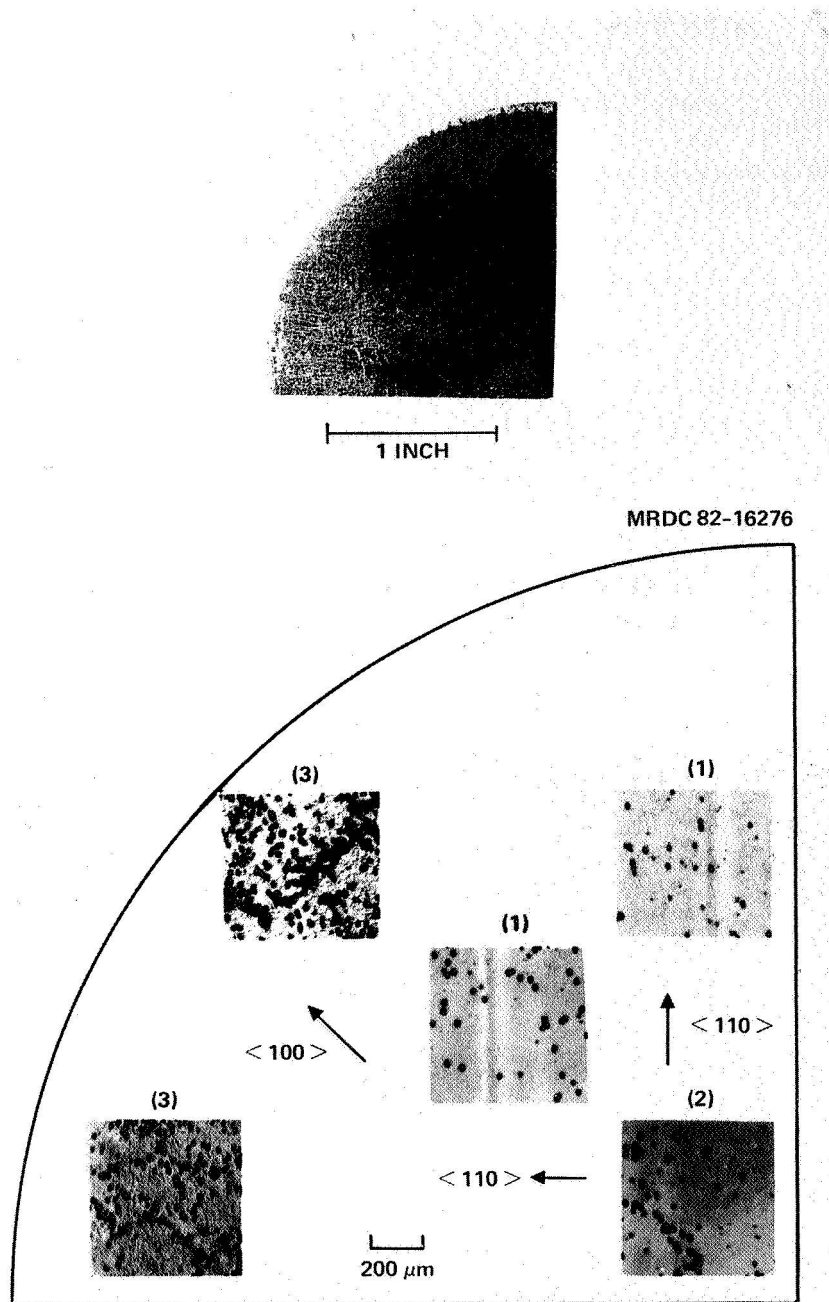 1 INCH
MRDC 82-16276
(3)
(1)
(1)
< 110 >
< 100 >
(3)
(2)
< 110 >
200 μm